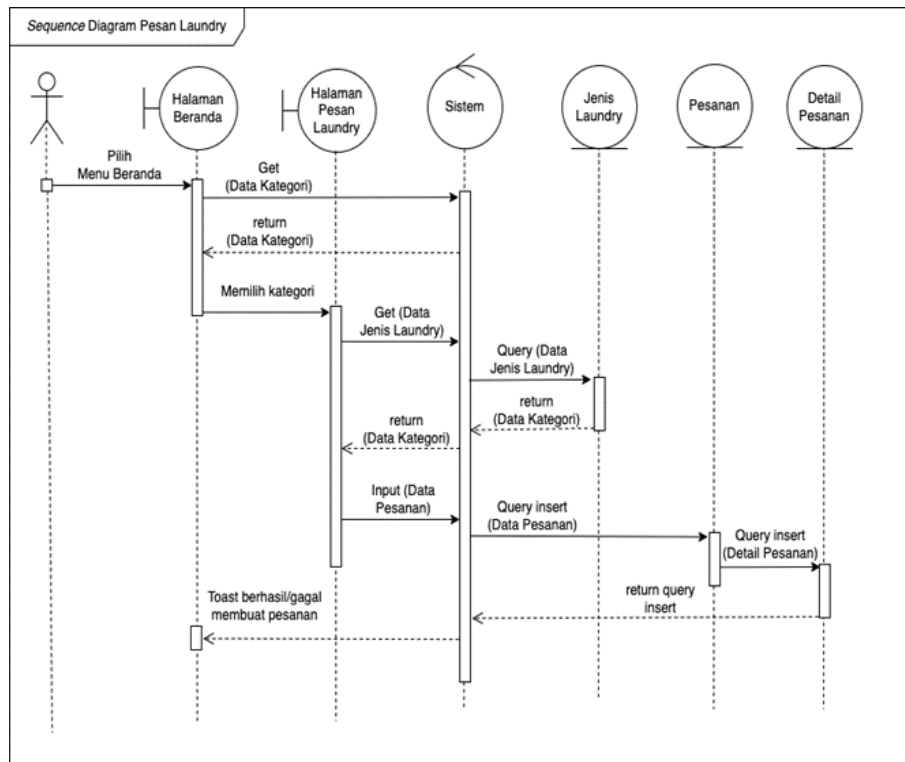 Sequence Diagram Pesan Laundry
Halaman
Beranda
Halaman
Pesan
Laundry
Sistem
Jenis
Laundry
Pesanan
Detail
Pesanan
Pilih
Menu Beranda
Get
(Data Kategori)
return
(Data Kategori)
Memilih kategori
Get (Data
Jenis Laundry)
Query (Data
Jenis Laundry)
return
(Data Kategori)
return
(Data Kategori)
Input (Data
Pesanan)
Query insert
(Data Pesanan)
Query insert
(Detail Pesanan)
return query
insert
Toast berhasil/gagal
membuat pesanan